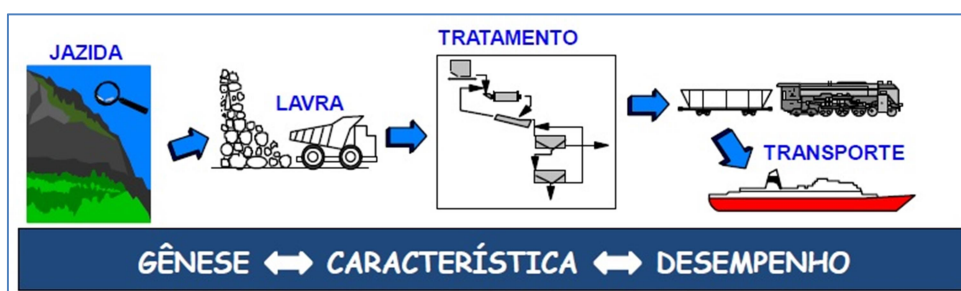 JAZIDA
LAVRA
TRATAMENTO
TRANSPORTE
GÊNESE ⟺ CARACTERÍSTICA ⟺ DESEMPENHO